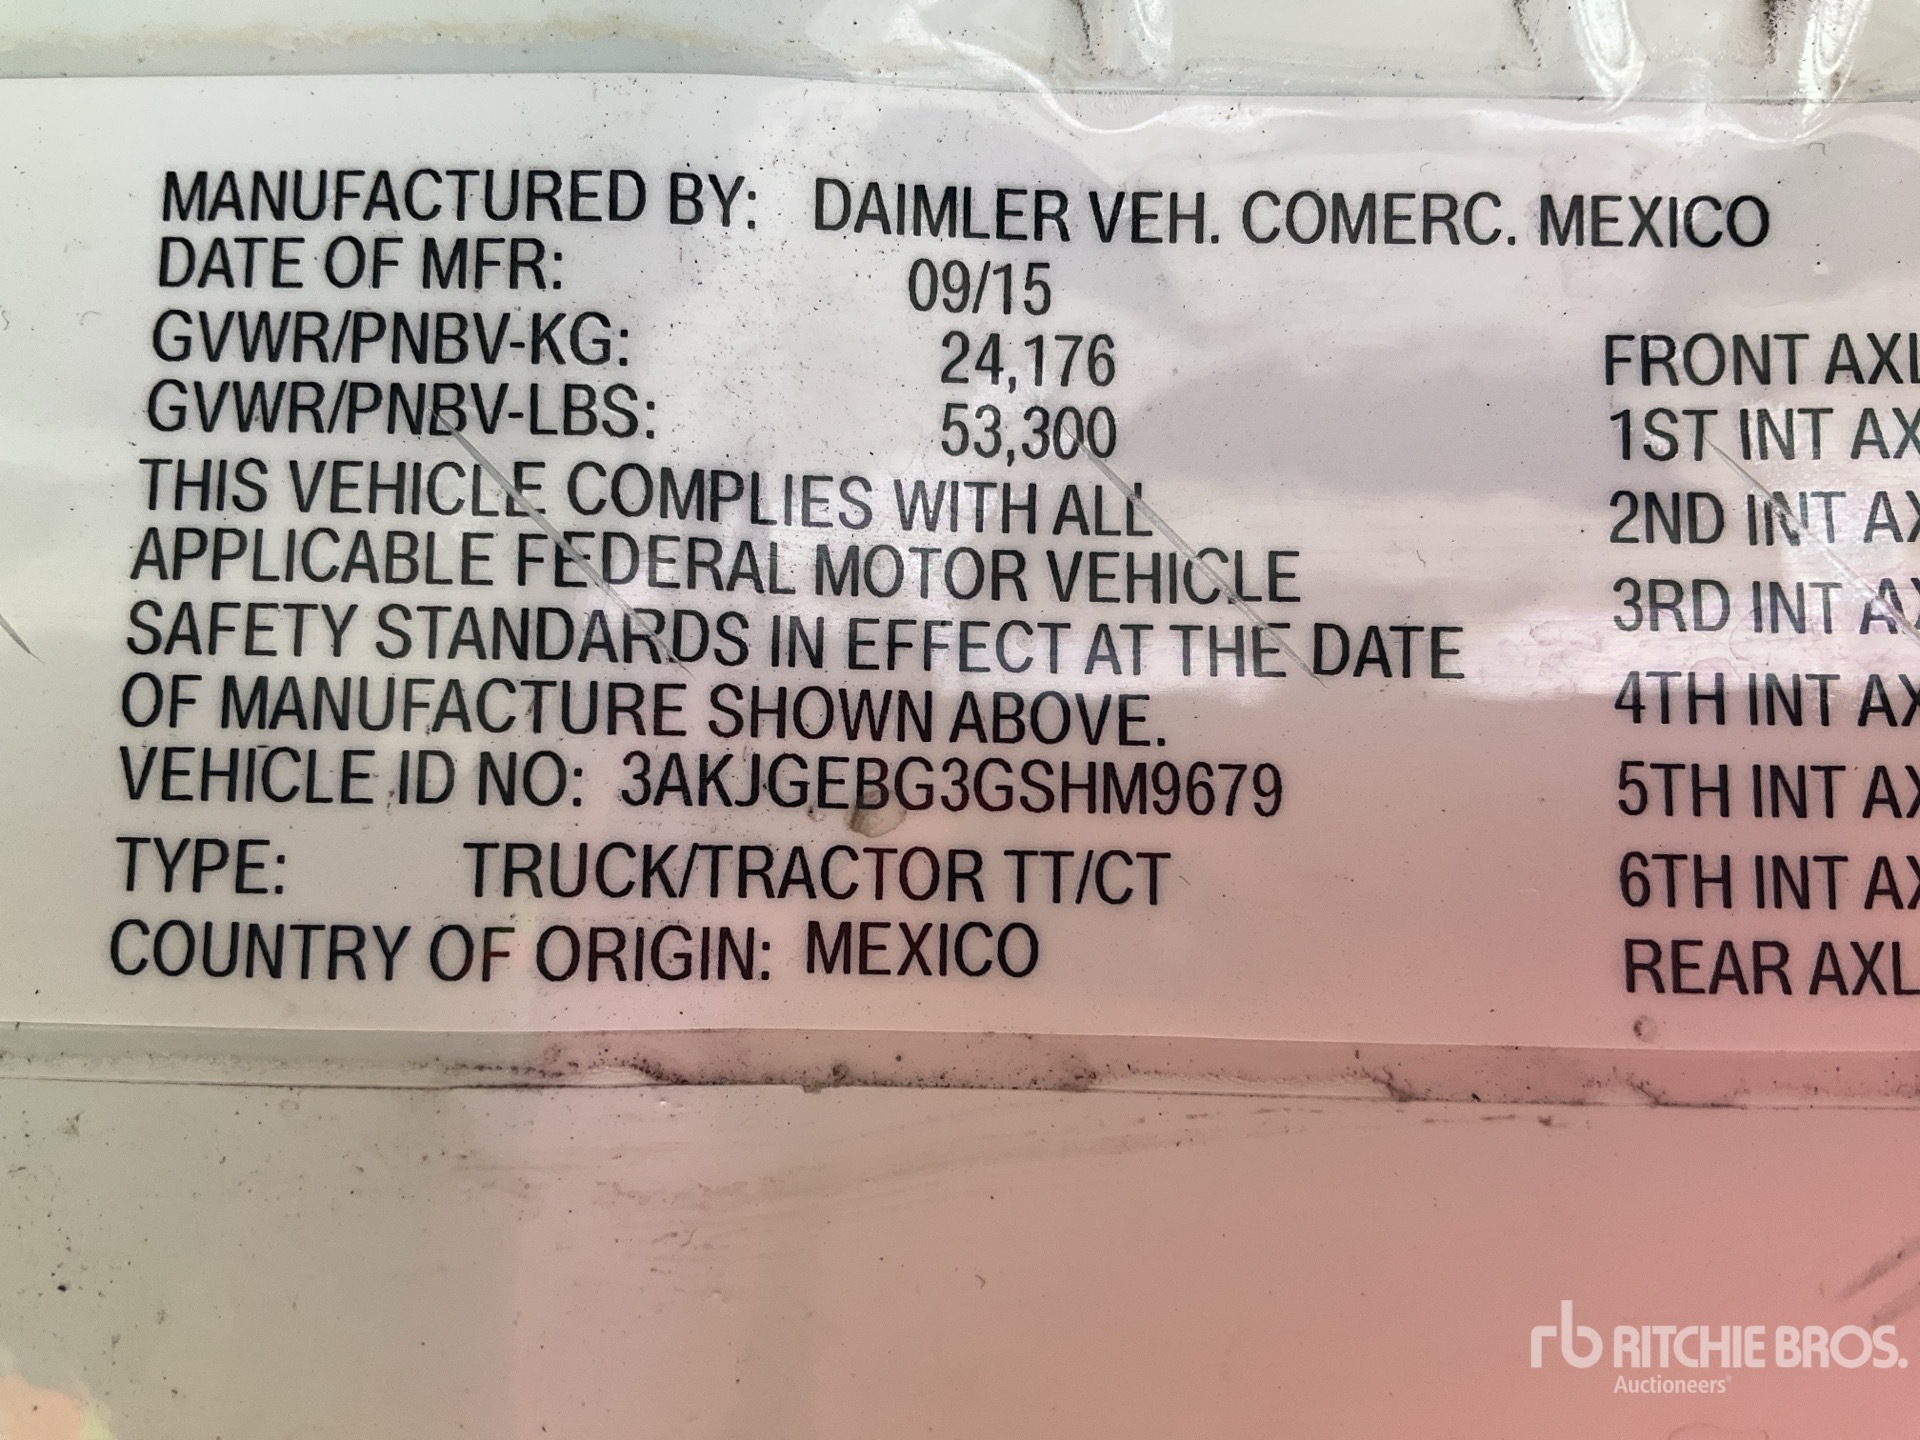 MANUFACTURED BY: DAIMLER VEH. COMERC. MEXICO
DATE OF MFR: 09/15
GVWR/PNBV-KG: 24,176
GVWR/PNBV-LBS: 53,300
THIS VEHICLE COMPLIES WITH ALL
APPLICABLE FEDERAL MOTOR VEHICLE
SAFETY STANDARDS IN EFFECT AT THE DATE
OF MANUFACTURE SHOWN ABOVE.
VEHICLE ID NO: 3AKJGEBG3GSHM9679
TYPE: TRUCK/TRACTOR TT/CT
COUNTRY OF ORIGIN: MEXICO
FRONT AXL
1ST INT AX
2ND INT AX
3RD INT AX
4TH INT AX
5TH INT AX
6TH INT AX
REAR AXL
rb RITCHIE BROS.
Auctioneers